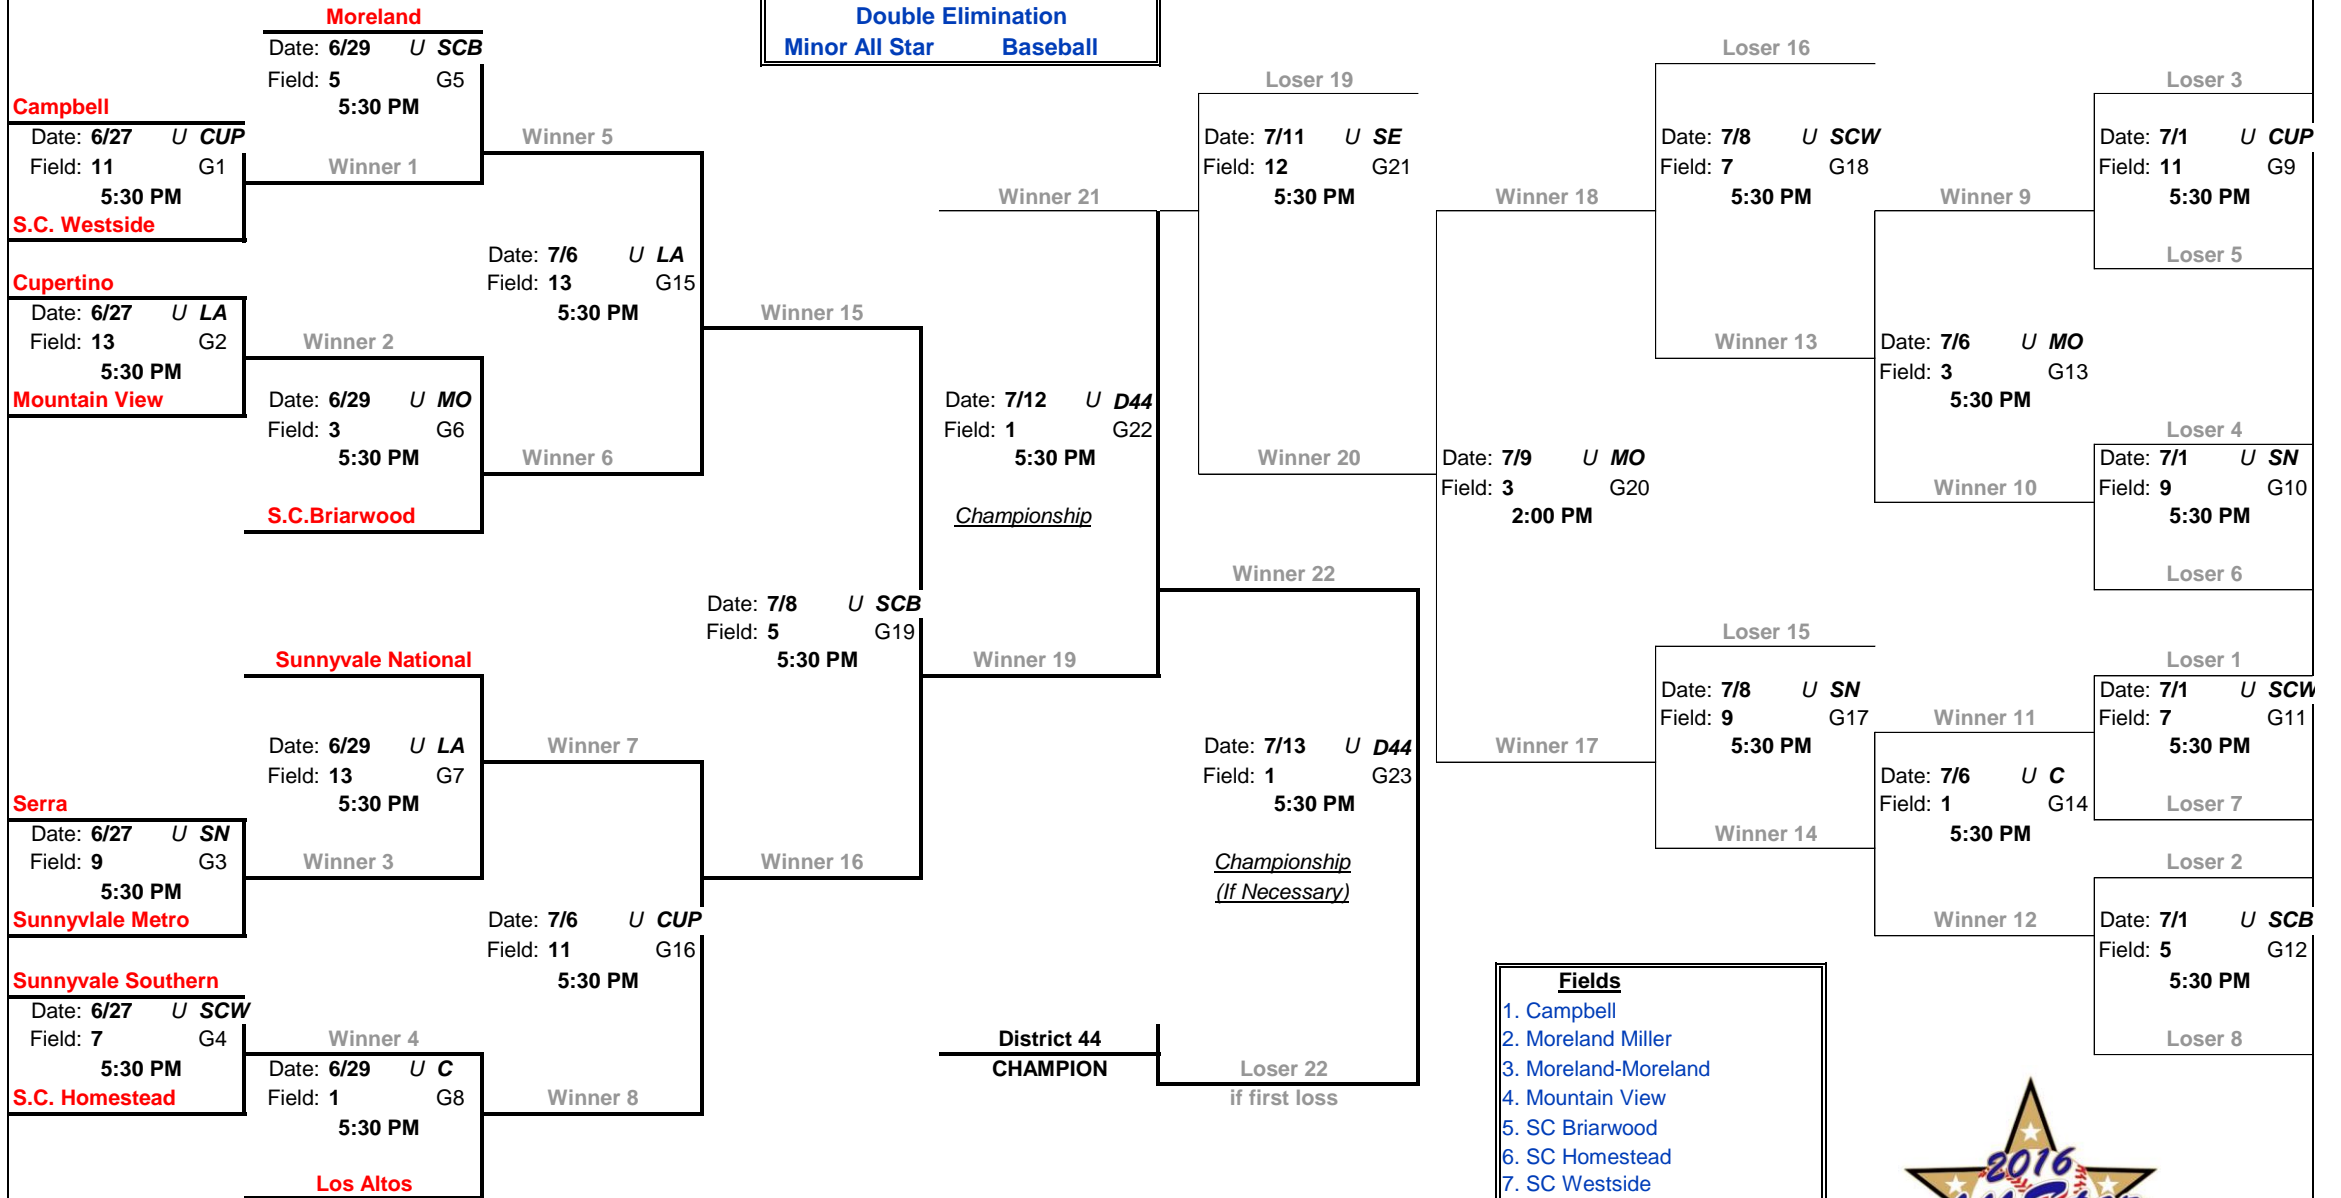 Double Elimination
Minor All Star Baseball
Moreland
Date: 6/29 U SCB
Field: 5 G5
5:30 PM
Campbell
Date: 6/27 U CUP
Field: 11 G1
5:30 PM
S.C. Westside
Winner 1
Winner 5
Cupertino
Date: 6/27 U LA
Field: 13 G2
5:30 PM
Mountain View
Winner 2
Date: 6/29 U MO
Field: 3 G6
5:30 PM
S.C.Briarwood
Winner 6
Date: 7/6 U LA
Field: 13 G15
5:30 PM
Winner 15
Sunnyvale National
Date: 6/29 U LA
Field: 13 G7
5:30 PM
Winner 7
Serra
Date: 6/27 U SN
Field: 9 G3
5:30 PM
Sunnyvlale Metro
Winner 3
Sunnyvale Southern
Date: 6/27 U SCW
Field: 7 G4
5:30 PM
S.C. Homestead
Winner 4
Date: 6/29 U C
Field: 1 G8
5:30 PM
Los Altos
Winner 8
Date: 7/6 U CUP
Field: 11 G16
5:30 PM
Winner 16
Date: 7/8 U SCB
Field: 5 G19
5:30 PM
Winner 19
Winner 21
Date: 7/12 U D44
Field: 1 G22
5:30 PM
Championship
Winner 22
Date: 7/13 U D44
Field: 1 G23
5:30 PM
Championship
(If Necessary)
Loser 22
if first loss
District 44
CHAMPION
Loser 19
Date: 7/11 U SE
Field: 12 G21
5:30 PM
Winner 20
Winner 18
Date: 7/9 U MO
Field: 3 G20
2:00 PM
Winner 17
Loser 16
Date: 7/8 U SCW
Field: 7 G18
5:30 PM
Winner 13
Loser 15
Date: 7/8 U SN
Field: 9 G17
5:30 PM
Winner 14
Winner 9
Date: 7/6 U MO
Field: 3 G13
5:30 PM
Winner 10
Winner 11
Date: 7/6 U C
Field: 1 G14
5:30 PM
Winner 12
Loser 3
Date: 7/1 U CUP
Field: 11 G9
5:30 PM
Loser 5
Loser 4
Date: 7/1 U SN
Field: 9 G10
5:30 PM
Loser 6
Loser 1
Date: 7/1 U SCW
Field: 7 G11
5:30 PM
Loser 7
Loser 2
Date: 7/1 U SCB
Field: 5 G12
5:30 PM
Loser 8
Fields
1. Campbell
2. Moreland Miller
3. Moreland-Moreland
4. Mountain View
5. SC Briarwood
6. SC Homestead
7. SC Westside
2016